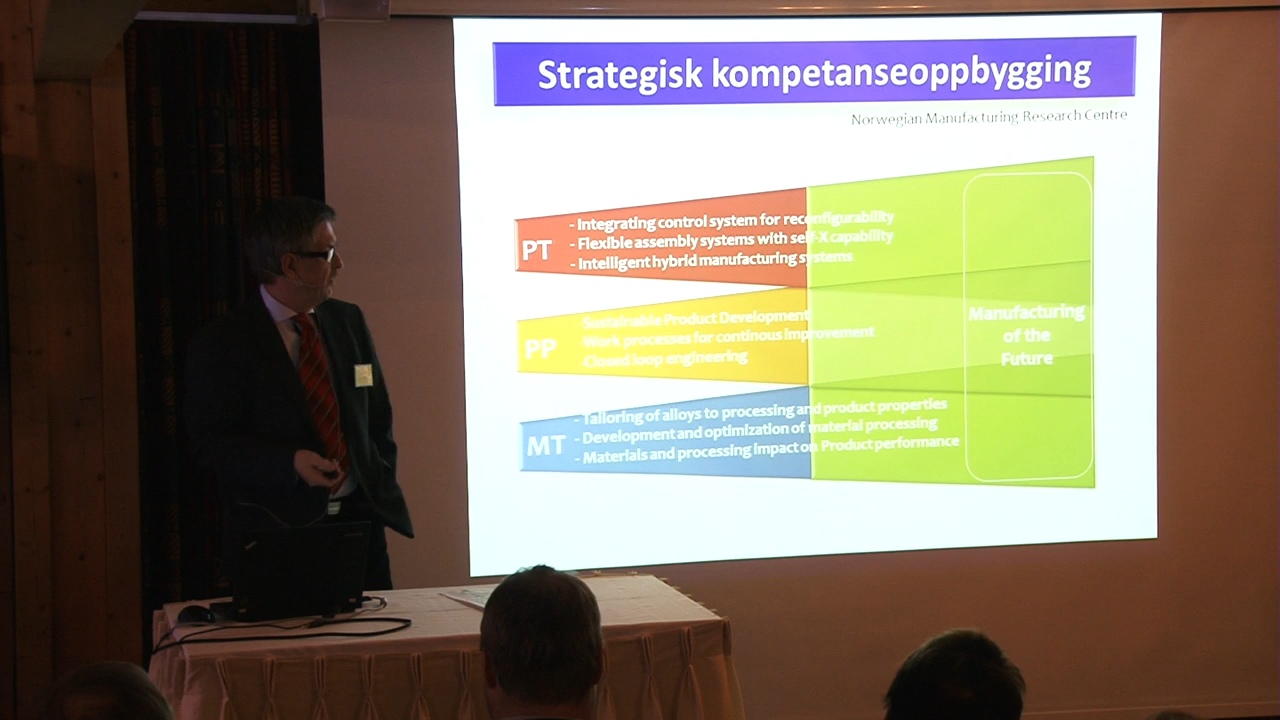 Strategisk kompetanseoppbygging
Norwegian Manufacturing Research Centre
PT
- Integrating control system for reconfigurability
- Flexible assembly systems with self-X capability
- Intelligent hybrid manufacturing systems
PP
-Sustainable Product Development
-Work processes for continous improvement
-Closed loop engineering
MT
- Tailoring of alloys to processing and product properties
- Development and optimization of material processing
- Materials and processing impact on Product performance
Manufacturing
of the
Future